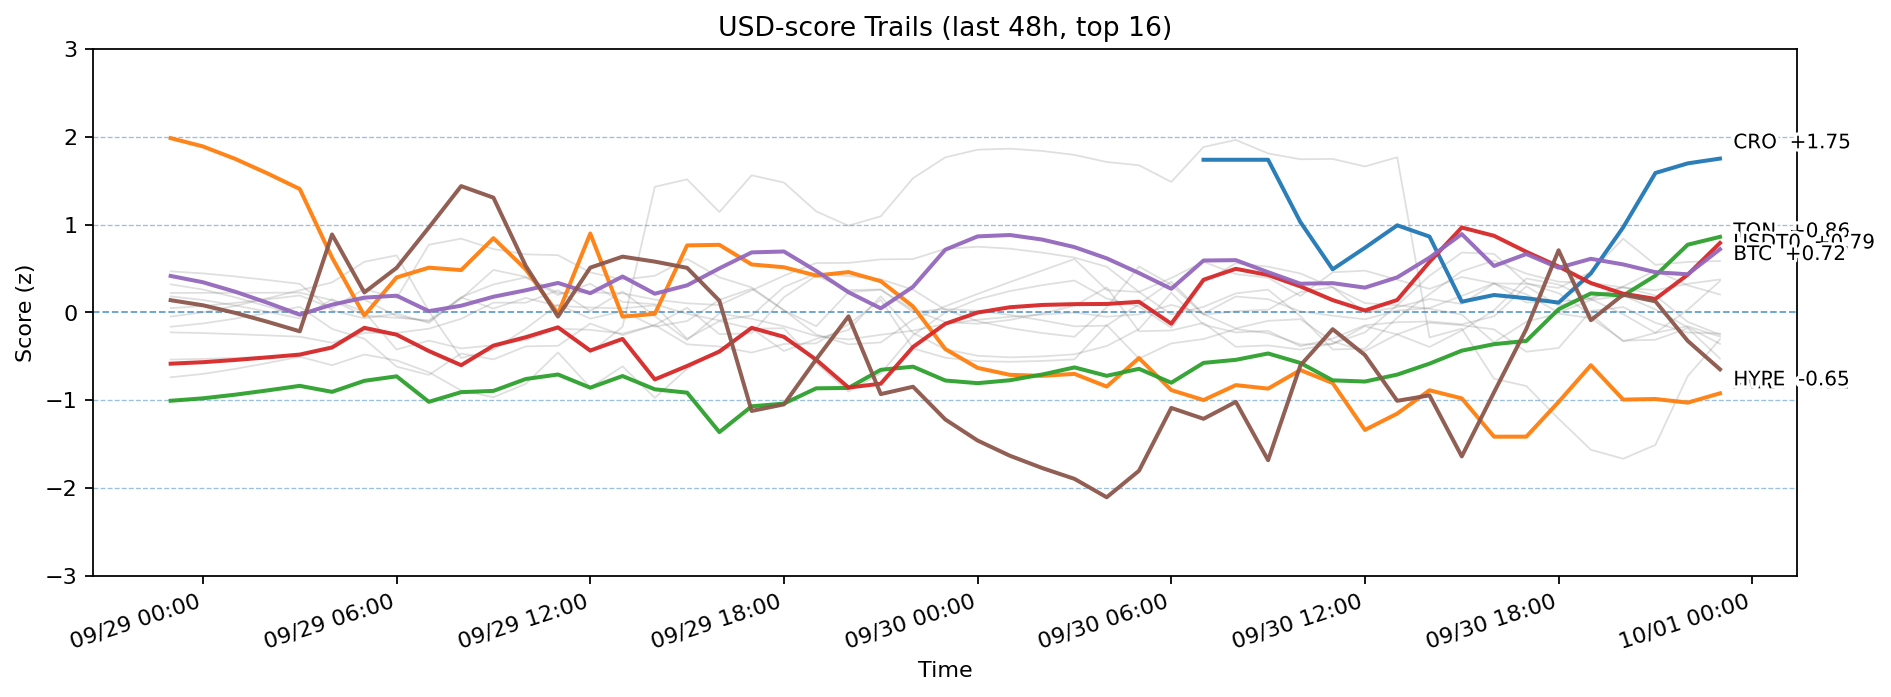 USD-score Trails (last 48h, top 16)
Score (z)
3
2
1
0
−1
−2
−3
CRO +1.75
TON +0.86
USDT0 +0.79
BTC +0.72
HYPE -0.65
09/29 00:00
09/29 06:00
09/29 12:00
09/29 18:00
09/30 00:00
09/30 06:00
09/30 12:00
09/30 18:00
10/01 00:00
Time